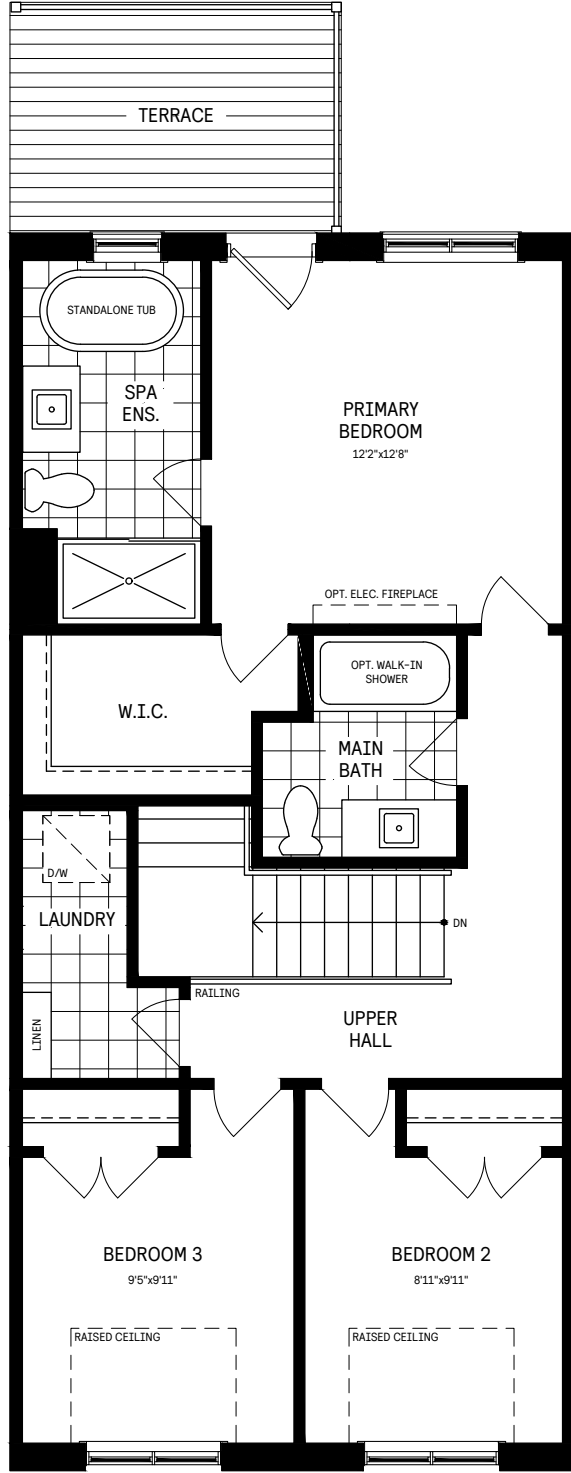 TERRACE
STANDALONE TUB
SPA
ENS.
PRIMARY
BEDROOM
12'2"x12'8"
OPT. ELEC. FIREPLACE
OPT. WALK-IN
SHOWER
W.I.C.
MAIN
BATH
D/W
LAUNDRY
DN
RAILING
LINEN
UPPER
HALL
BEDROOM 3
9'5"x9'11"
BEDROOM 2
8'11"x9'11"
RAISED CEILING
RAISED CEILING